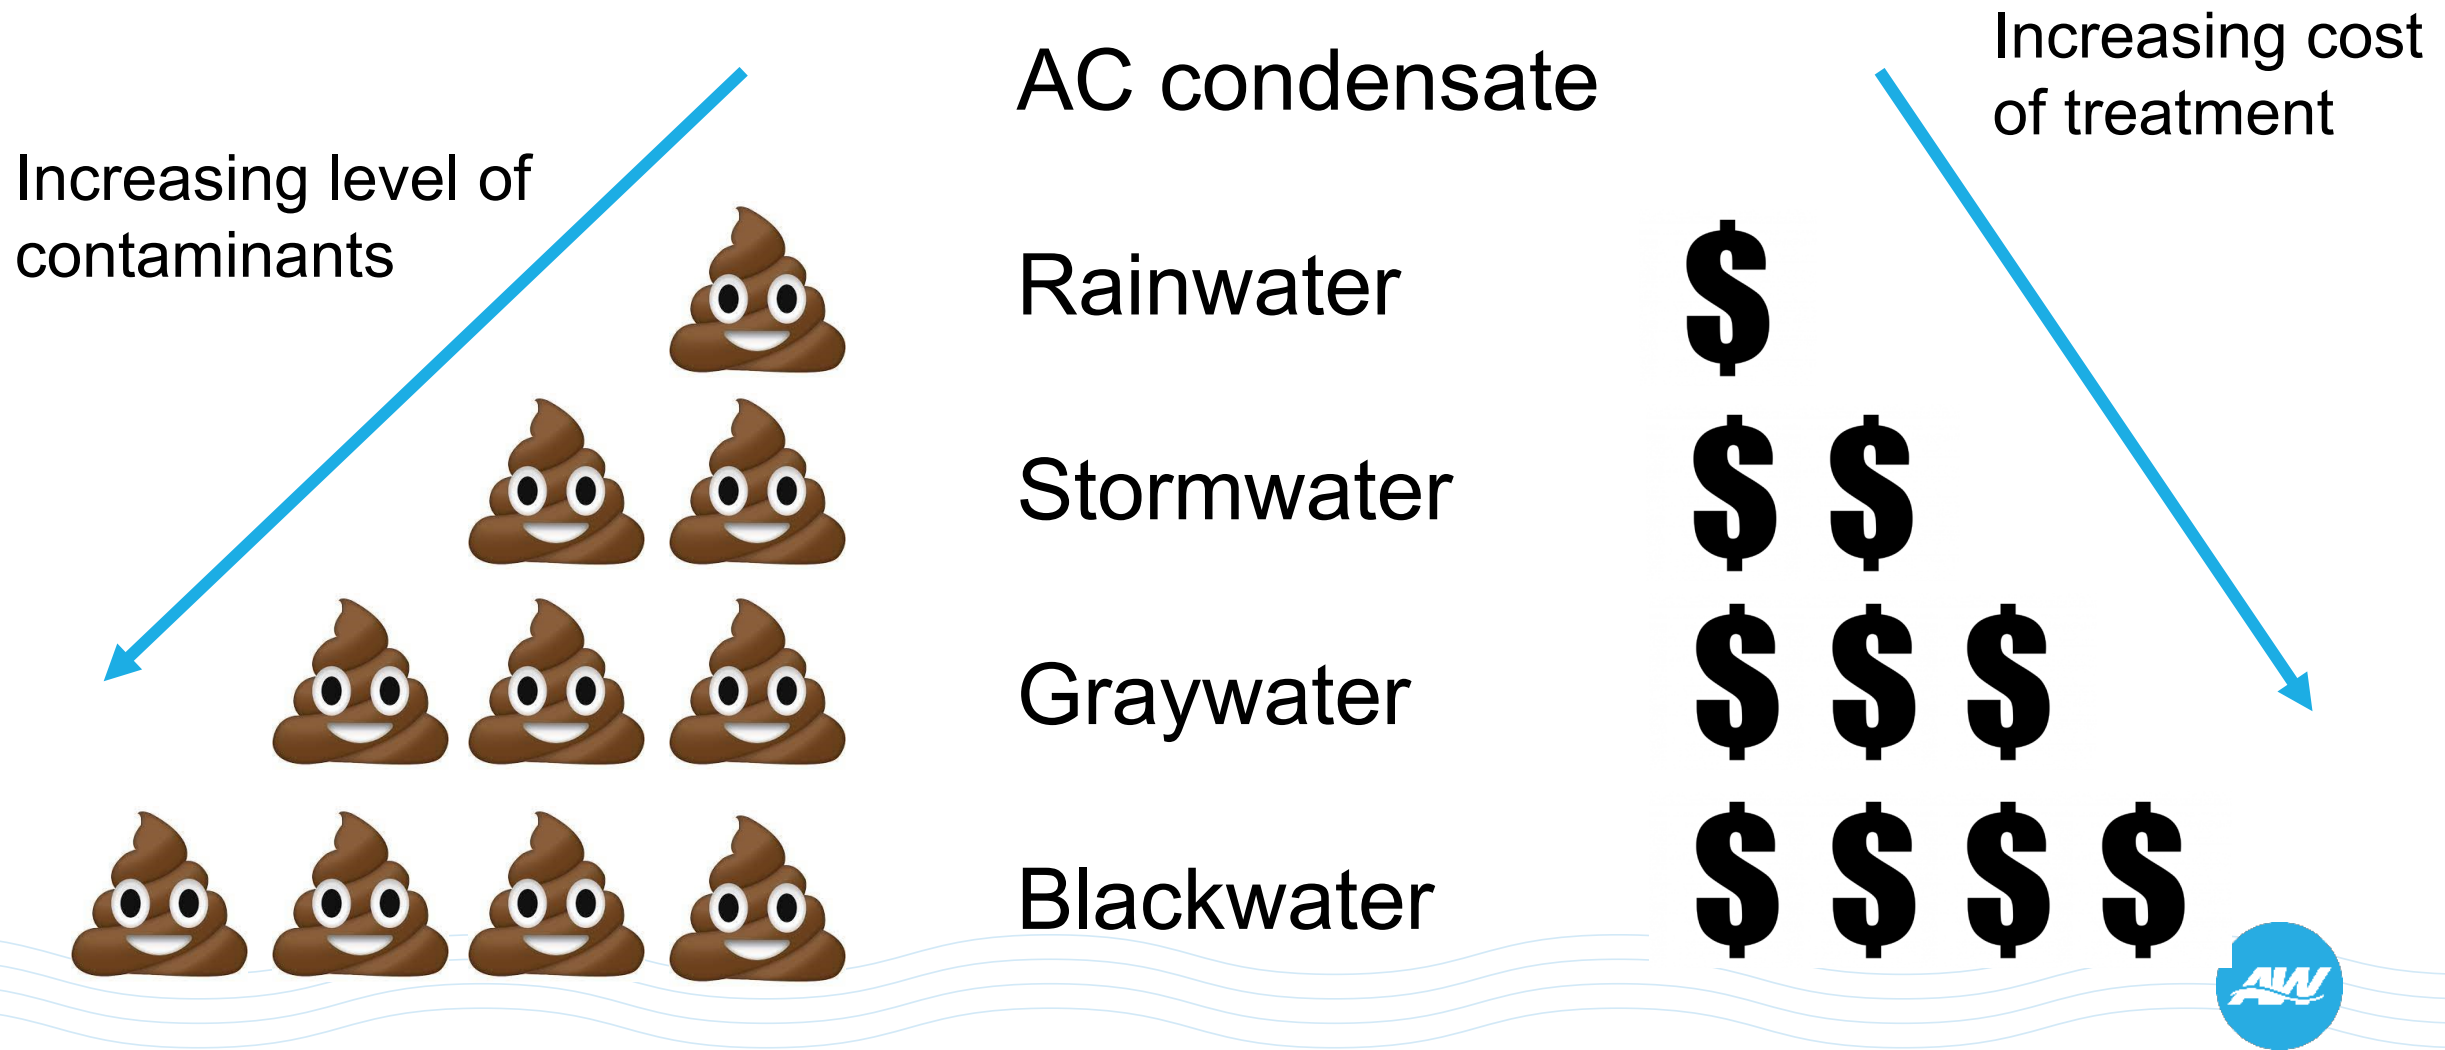 Increasing level of
contaminants
AC condensate
Rainwater
Stormwater
Graywater
Blackwater
Increasing cost
of treatment
$
$ $
$ $ $
$ $ $ $
AW